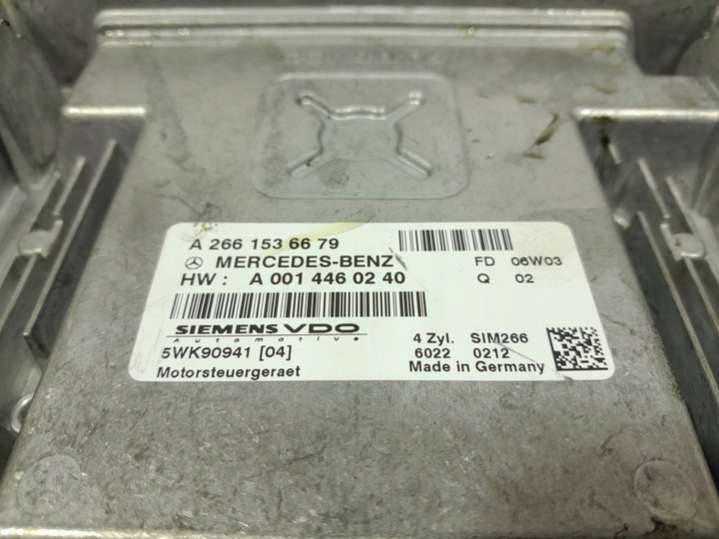 A 266 153 66 79
MERCEDES-BENZ FD 06W03
HW : A 001 446 02 40 Q 02
SIEMENS VDO
Automotive 4 Zyl. SIM266
5WK90941 [04] 6022 0212
Motorsteuergeraet Made in Germany